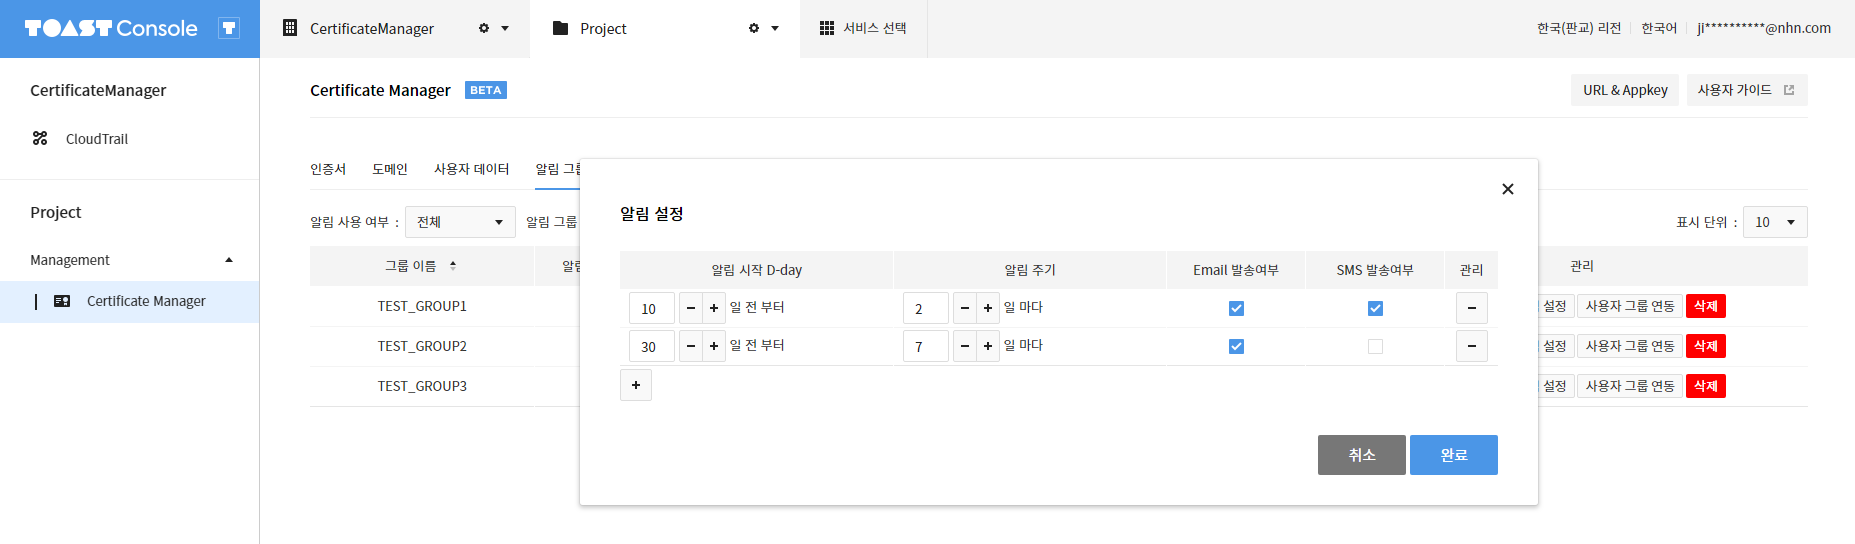 TOAST Console
CertificateManager
Project
서비스 선택
한국(판교) 리전
한국어
ji**********@nhn.com
CertificateManager
CloudTrail
Project
Management
Certificate Manager
Certificate Manager BETA
URL & Appkey
사용자 가이드
인증서 도메인 사용자 데이터 알림
알림 사용 여부 : 전체 알림 그룹
표시 단위 : 10
그룹 이름
관리
TEST_GROUP1
설정 사용자 그룹 연동 삭제
TEST_GROUP2
설정 사용자 그룹 연동 삭제
TEST_GROUP3
설정 사용자 그룹 연동 삭제
알림 설정
알림 시작 D-day 알림 주기 Email 발송여부 SMS 발송여부 관리
10 − + 일 전 부터 2 − + 일 마다 −
30 − + 일 전 부터 7 − + 일 마다 −
+
취소 완료